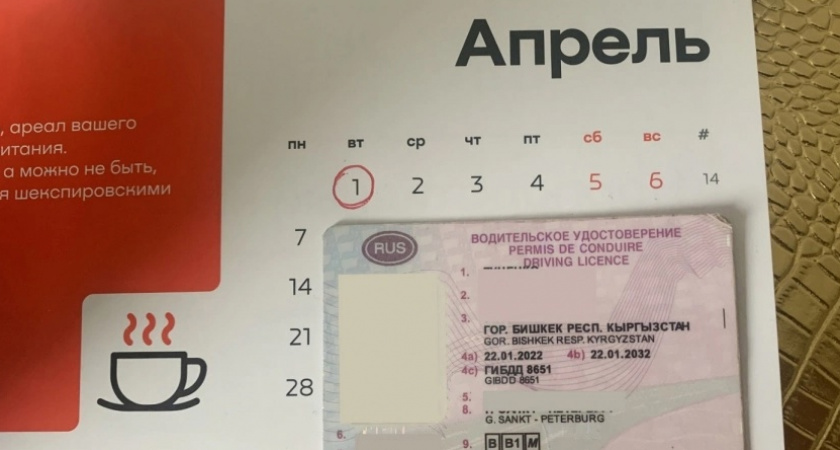 Апрель
, ареал вашего
итания.
а можно не быть,
я шекспировскими
пн вт ср чт пт сб вс #
1 2 3 4 5 6 14
7
14
21
28
RUS
ВОДИТЕЛЬСКОЕ УДОСТОВЕРЕНИЕ
PERMIS DE CONDUIRE
DRIVING LICENCE
1.
2.
3.
ГОР. БИШКЕК РЕСП. КЫРГЫЗСТАН
GOR. BISHKEK RESP. KYRGYZSTAN
4a) 22.01.2022 4b) 22.01.2032
4c) ГИБДД 8651
GIBDD 8651
5.
8.
G. SANKT - PETERBURG
6.
9. B B1 M